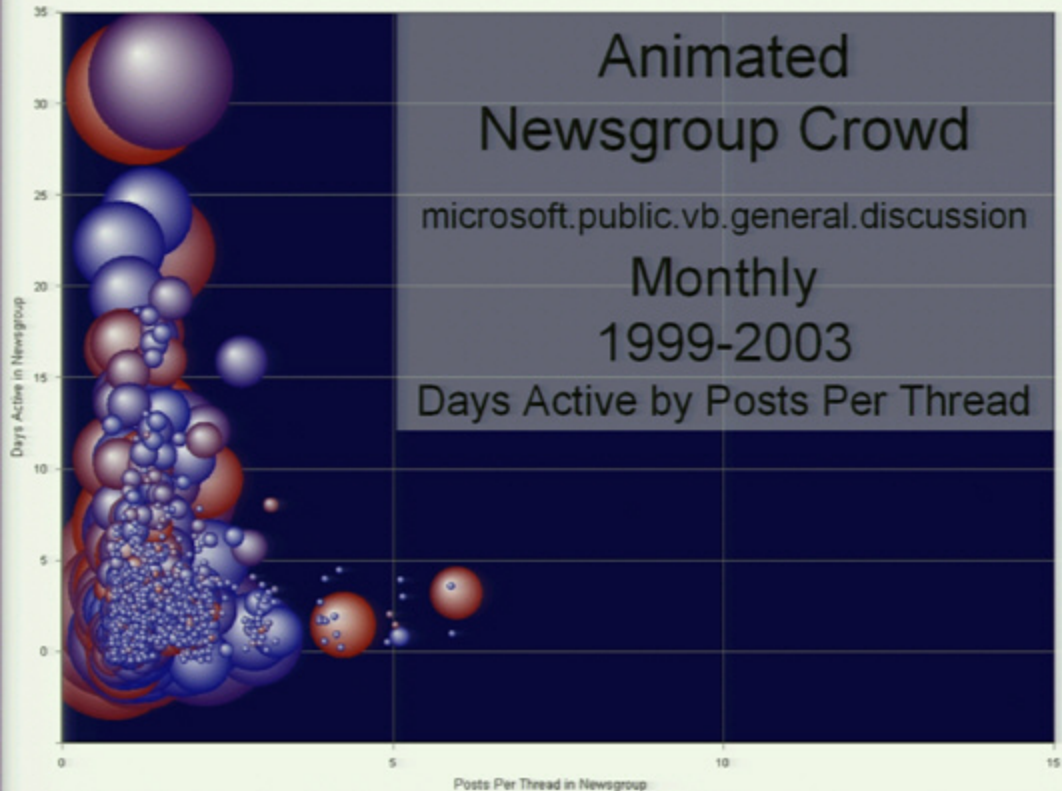 35
Animated
30
Newsgroup Crowd
25
microsoft.public.vb.general.discussion
Monthly
20
1999-2003
15
Days Active by Posts Per Thread
10
5
0
Days Active in Newsgroup
0 5 10 15
Posts Per Thread in Newsgroup